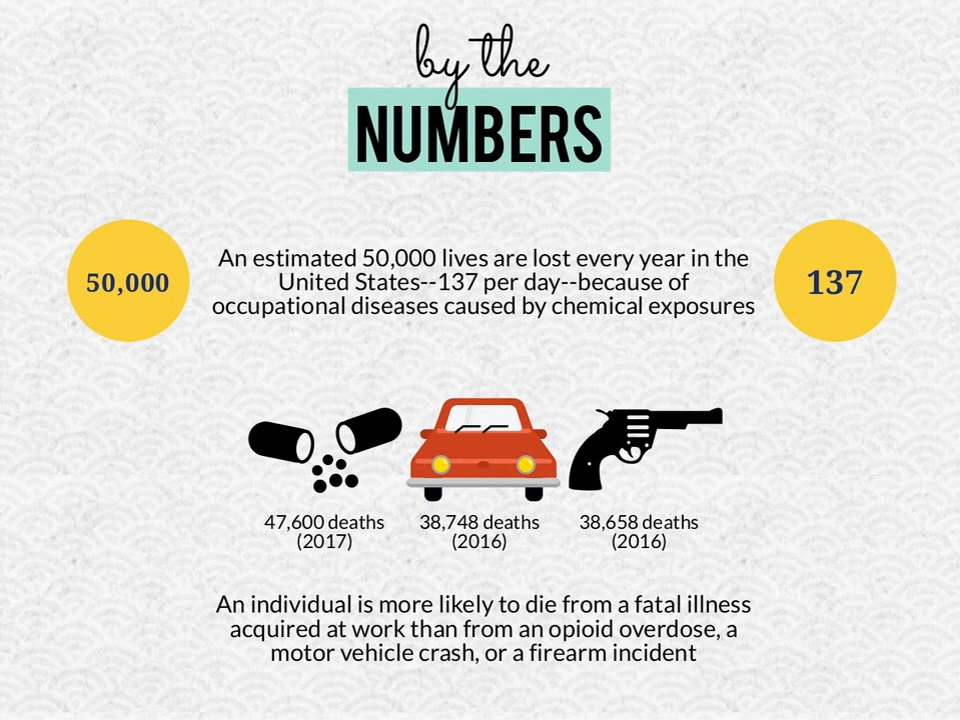 by the
NUMBERS
50,000
An estimated 50,000 lives are lost every year in the
United States--137 per day--because of
occupational diseases caused by chemical exposures
137
47,600 deaths
(2017)
38,748 deaths
(2016)
38,658 deaths
(2016)
An individual is more likely to die from a fatal illness
acquired at work than from an opioid overdose, a
motor vehicle crash, or a firearm incident